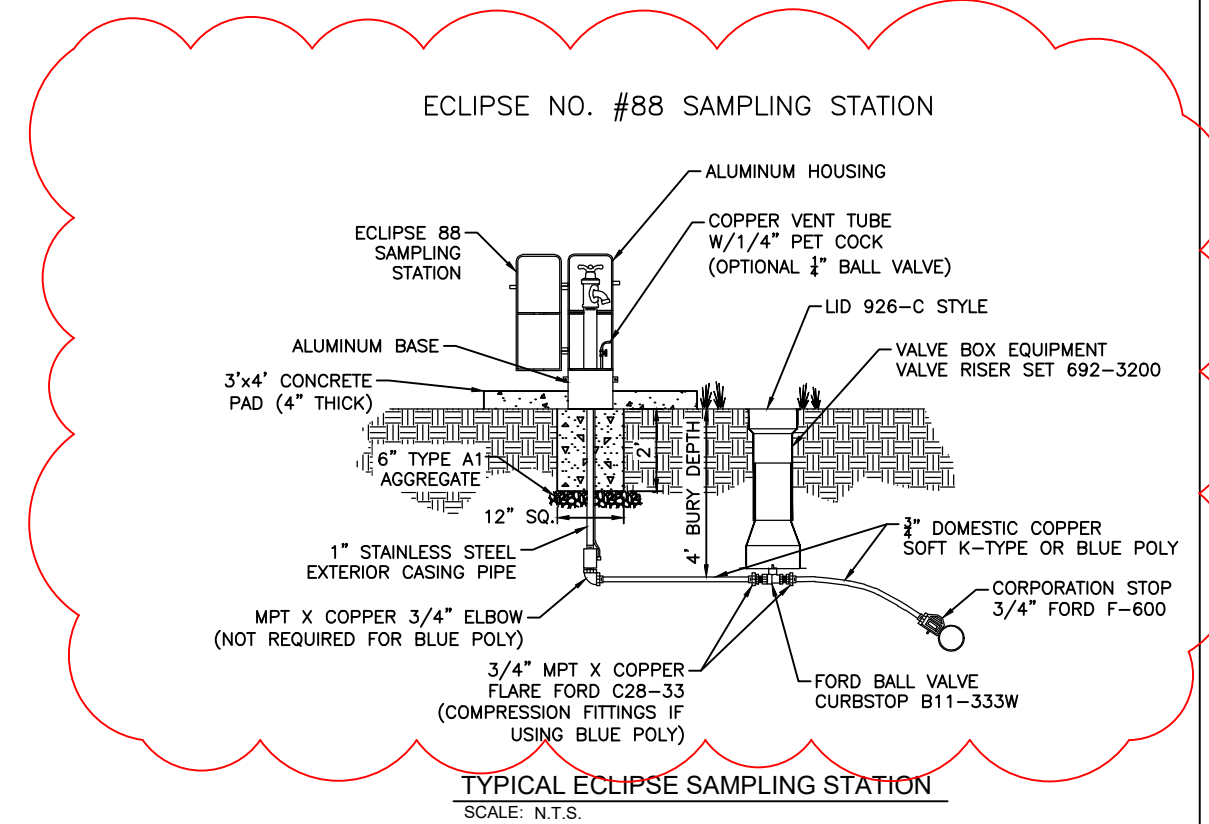 ECLIPSE NO. #88 SAMPLING STATION
ALUMINUM HOUSING
COPPER VENT TUBE
W/1/4" PET COCK
(OPTIONAL 1/4" BALL VALVE)
ECLIPSE 88
SAMPLING
STATION
LID 926-C STYLE
ALUMINUM BASE
VALVE BOX EQUIPMENT
VALVE RISER SET 692-3200
3'x4' CONCRETE
PAD (4" THICK)
2'
4' BURY DEPTH
6" TYPE A1
AGGREGATE
12" SQ.
3/4" DOMESTIC COPPER
SOFT K-TYPE OR BLUE POLY
1" STAINLESS STEEL
EXTERIOR CASING PIPE
CORPORATION STOP
3/4" FORD F-600
MPT X COPPER 3/4" ELBOW
(NOT REQUIRED FOR BLUE POLY)
3/4" MPT X COPPER
FLARE FORD C28-33
(COMPRESSION FITTINGS IF
USING BLUE POLY)
FORD BALL VALVE
CURBSTOP B11-333W
TYPICAL ECLIPSE SAMPLING STATION
SCALE: N.T.S.